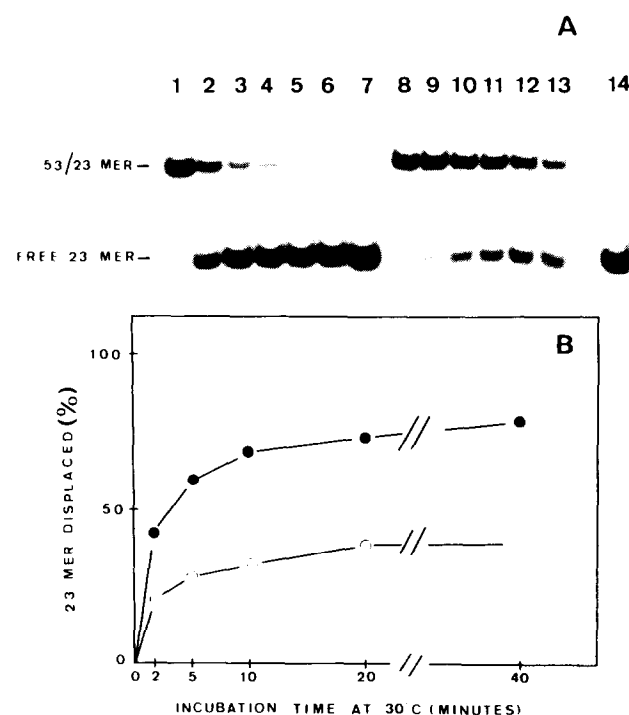 A
1 2 3 4 5 6 7 8 9 10 11 12 13 14
53/23 MER
FREE 23 MER
B
100
50
0
23 MER DISPLACED (%)
0 2 5 10 20 40
INCUBATION TIME AT 30°C (MINUTES)